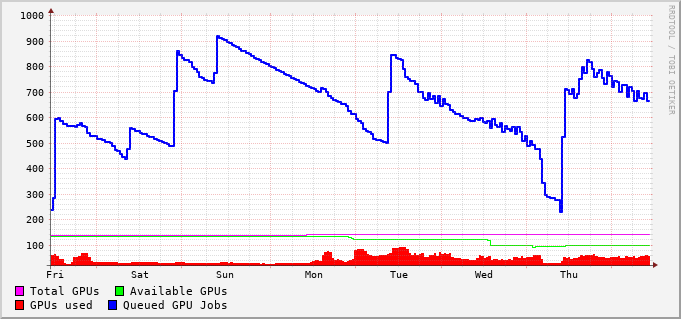 1000
900
800
700
600
500
400
300
200
100
Fri Sat Sun Mon Tue Wed Thu
Total GPUs Available GPUs
GPUs used Queued GPU Jobs
RRDTOOL / TOBI OETIKER